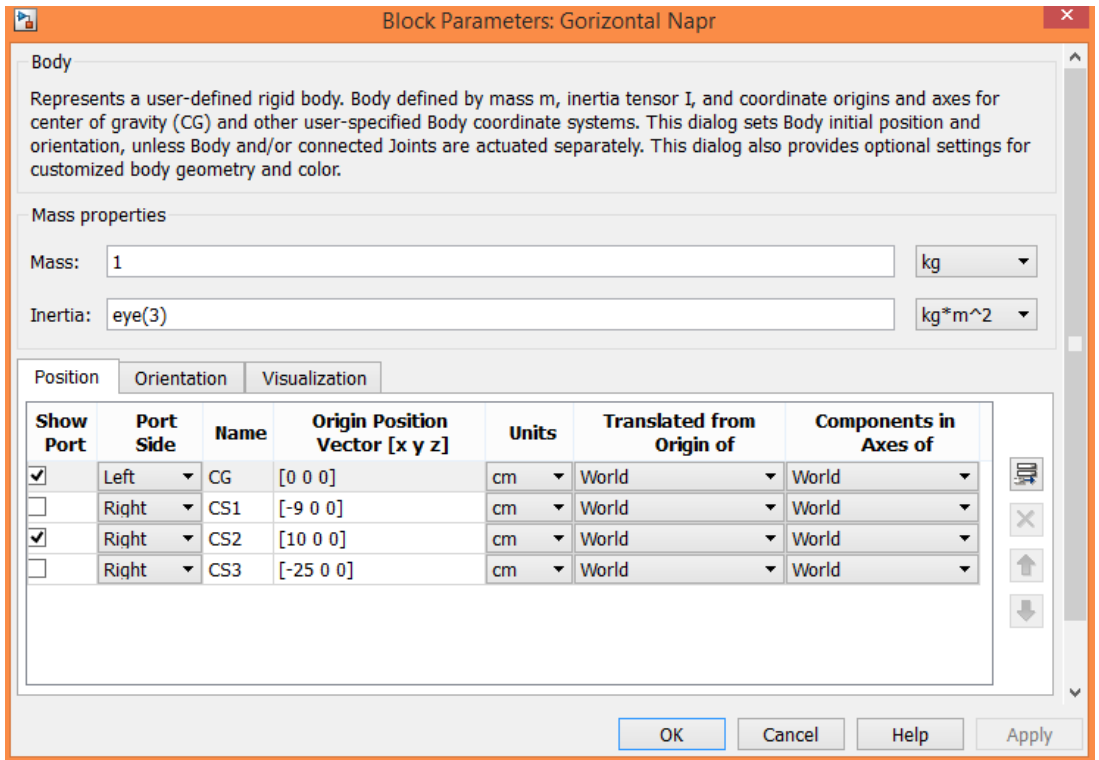 Block Parameters: Gorizontal Napr
Body
Represents a user-defined rigid body. Body defined by mass m, inertia tensor I, and coordinate origins and axes for
center of gravity (CG) and other user-specified Body coordinate systems. This dialog sets Body initial position and
orientation, unless Body and/or connected Joints are actuated separately. This dialog also provides optional settings for
customized body geometry and color.
Mass properties
Mass: 1 kg
Inertia: eye(3) kg*m^2
Position Orientation Visualization
Show Port Port Side Name Origin Position Vector [x y z] Units Translated from Origin of Components in Axes of
Left CG [0 0 0] cm World World
Right CS1 [-9 0 0] cm World World
Right CS2 [10 0 0] cm World World
Right CS3 [-25 0 0] cm World World
OK Cancel Help Apply